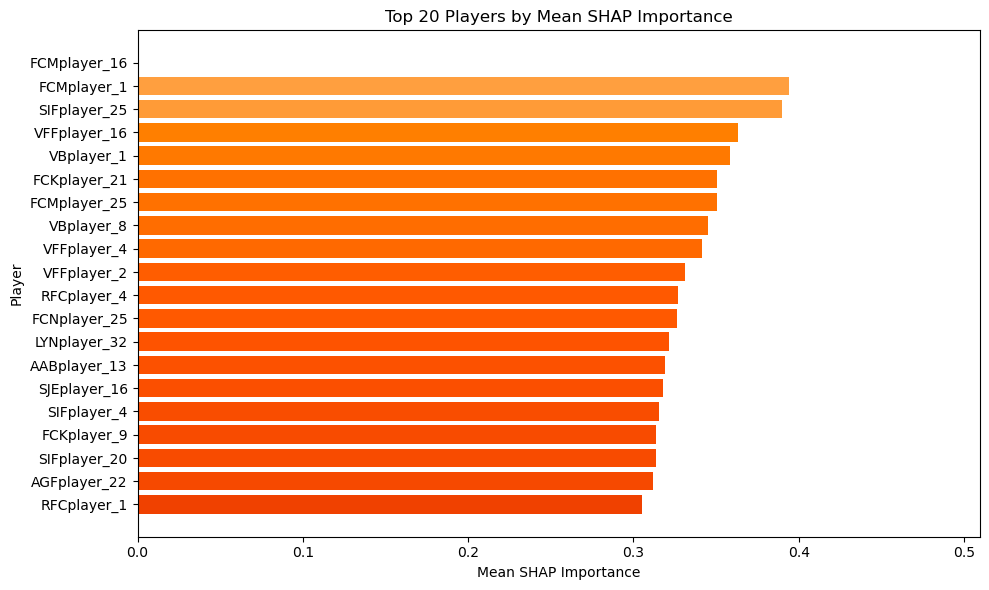 Top 20 Players by Mean SHAP Importance
FCMplayer_16
FCMplayer_1
SIFplayer_25
VFFplayer_16
VBplayer_1
FCKplayer_21
FCMplayer_25
VBplayer_8
VFFplayer_4
VFFplayer_2
RFCplayer_4
FCNplayer_25
LYNplayer_32
AABplayer_13
SJEplayer_16
SIFplayer_4
FCKplayer_9
SIFplayer_20
AGFplayer_22
RFCplayer_1
Player
0.0 0.1 0.2 0.3 0.4 0.5
Mean SHAP Importance